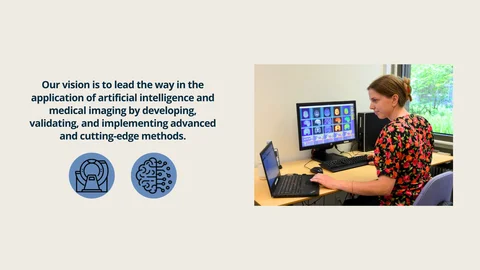 Our vision is to lead the way in the
application of artificial intelligence and
medical imaging by developing,
validating, and implementing advanced
and cutting-edge methods.